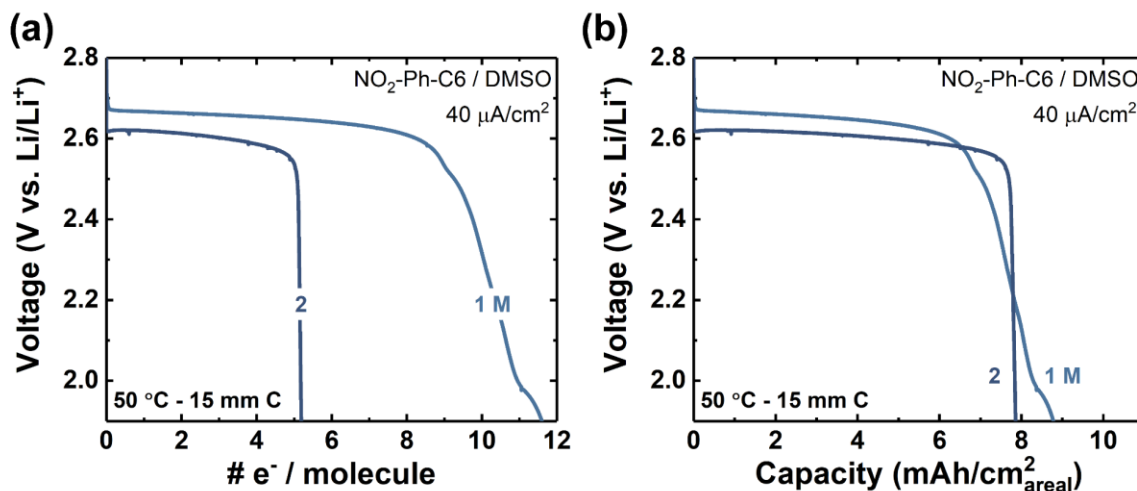 (a)
2.8
2.6
2.4
2.2
2.0
Voltage (V vs. Li/Li⁺)
NO₂-Ph-C6 / DMSO
40 μA/cm²
2
1 M
50 °C - 15 mm C
0 2 4 6 8 10 12
# e⁻ / molecule
(b)
2.8
2.6
2.4
2.2
2.0
Voltage (V vs. Li/Li⁺)
NO₂-Ph-C6 / DMSO
40 μA/cm²
2
1 M
50 °C - 15 mm C
0 2 4 6 8 10
Capacity (mAh/cm²areal)